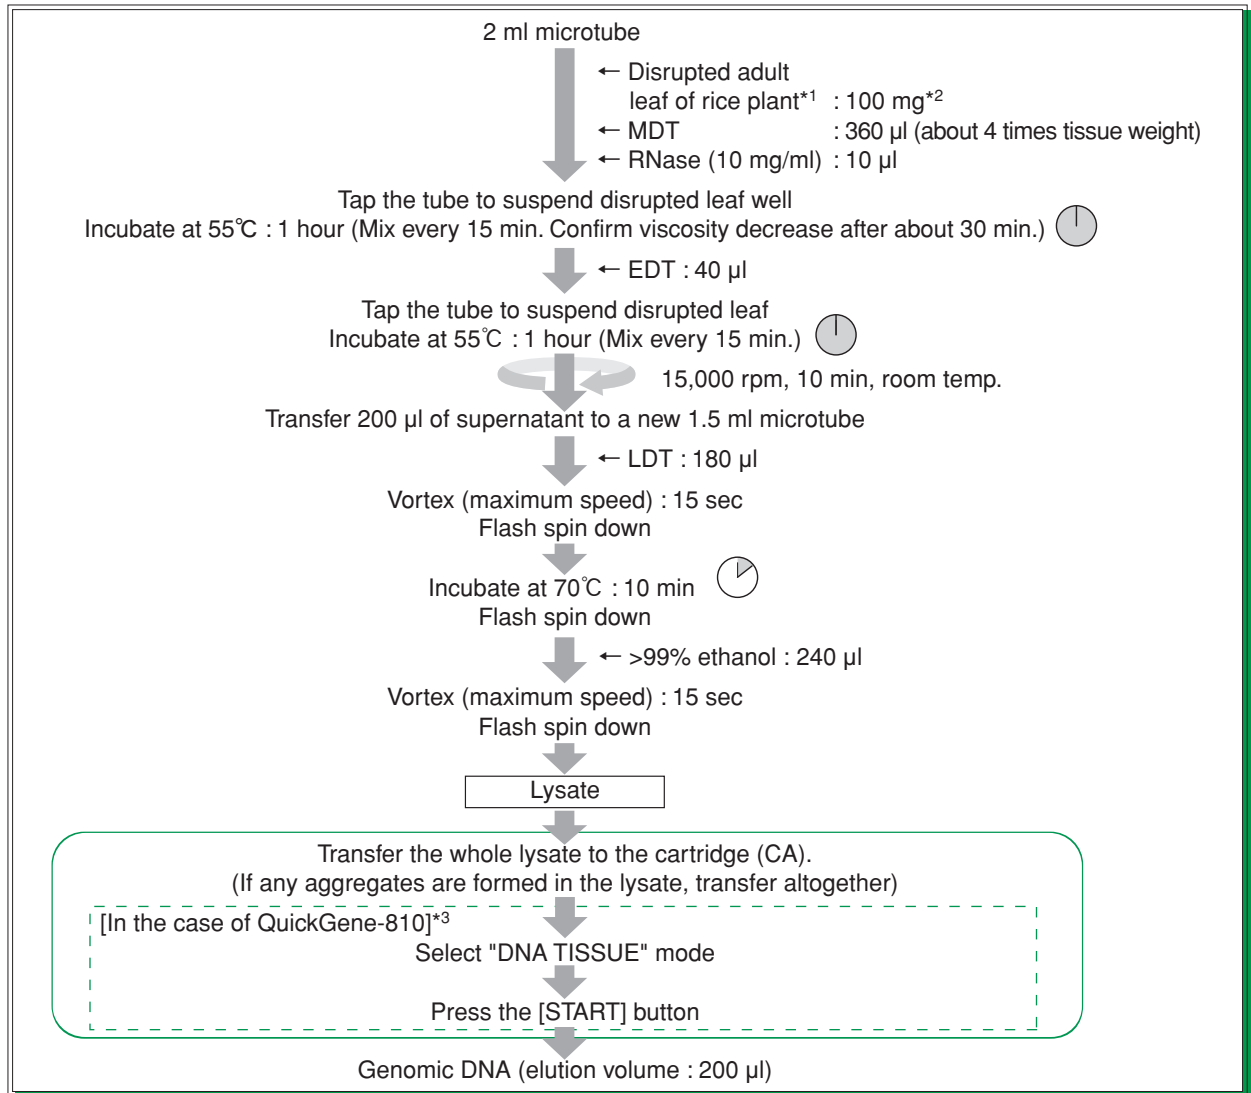 2 ml microtube
← Disrupted adult
leaf of rice plant*1 : 100 mg*2
← MDT : 360 µl (about 4 times tissue weight)
← RNase (10 mg/ml) : 10 µl
Tap the tube to suspend disrupted leaf well
Incubate at 55℃ : 1 hour (Mix every 15 min. Confirm viscosity decrease after about 30 min.)
← EDT : 40 µl
Tap the tube to suspend disrupted leaf
Incubate at 55℃ : 1 hour (Mix every 15 min.)
15,000 rpm, 10 min, room temp.
Transfer 200 µl of supernatant to a new 1.5 ml microtube
← LDT : 180 µl
Vortex (maximum speed) : 15 sec
Flash spin down
Incubate at 70℃ : 10 min
Flash spin down
← >99% ethanol : 240 µl
Vortex (maximum speed) : 15 sec
Flash spin down
Lysate
Transfer the whole lysate to the cartridge (CA).
(If any aggregates are formed in the lysate, transfer altogether)
[In the case of QuickGene-810]*3
Select "DNA TISSUE" mode
Press the [START] button
Genomic DNA (elution volume : 200 µl)